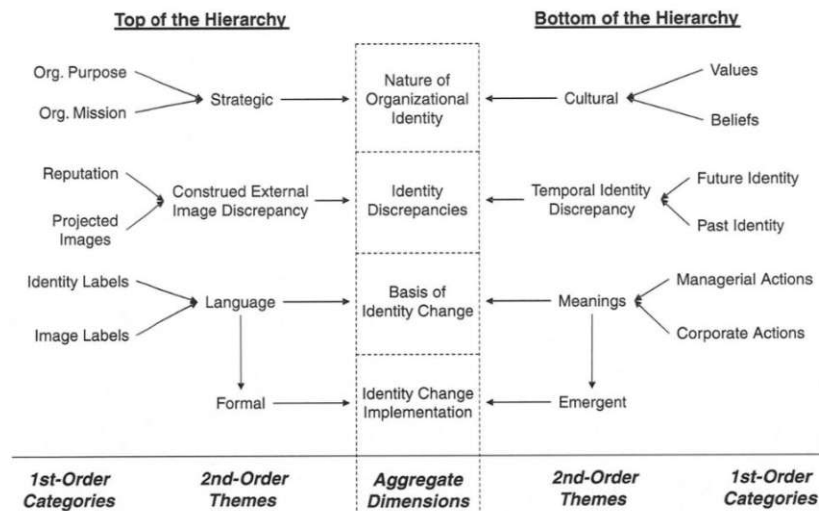 Top of the Hierarchy
Bottom of the Hierarchy
Org. Purpose
Org. Mission
Strategic
Nature of
Organizational
Identity
Cultural
Values
Beliefs
Reputation
Projected
Images
Construed External
Image Discrepancy
Identity
Discrepancies
Temporal Identity
Discrepancy
Future Identity
Past Identity
Identity Labels
Image Labels
Language
Basis of
Identity Change
Meanings
Managerial Actions
Corporate Actions
Formal
Identity Change
Implementation
Emergent
1st-Order
Categories
2nd-Order
Themes
Aggregate
Dimensions
2nd-Order
Themes
1st-Order
Categories